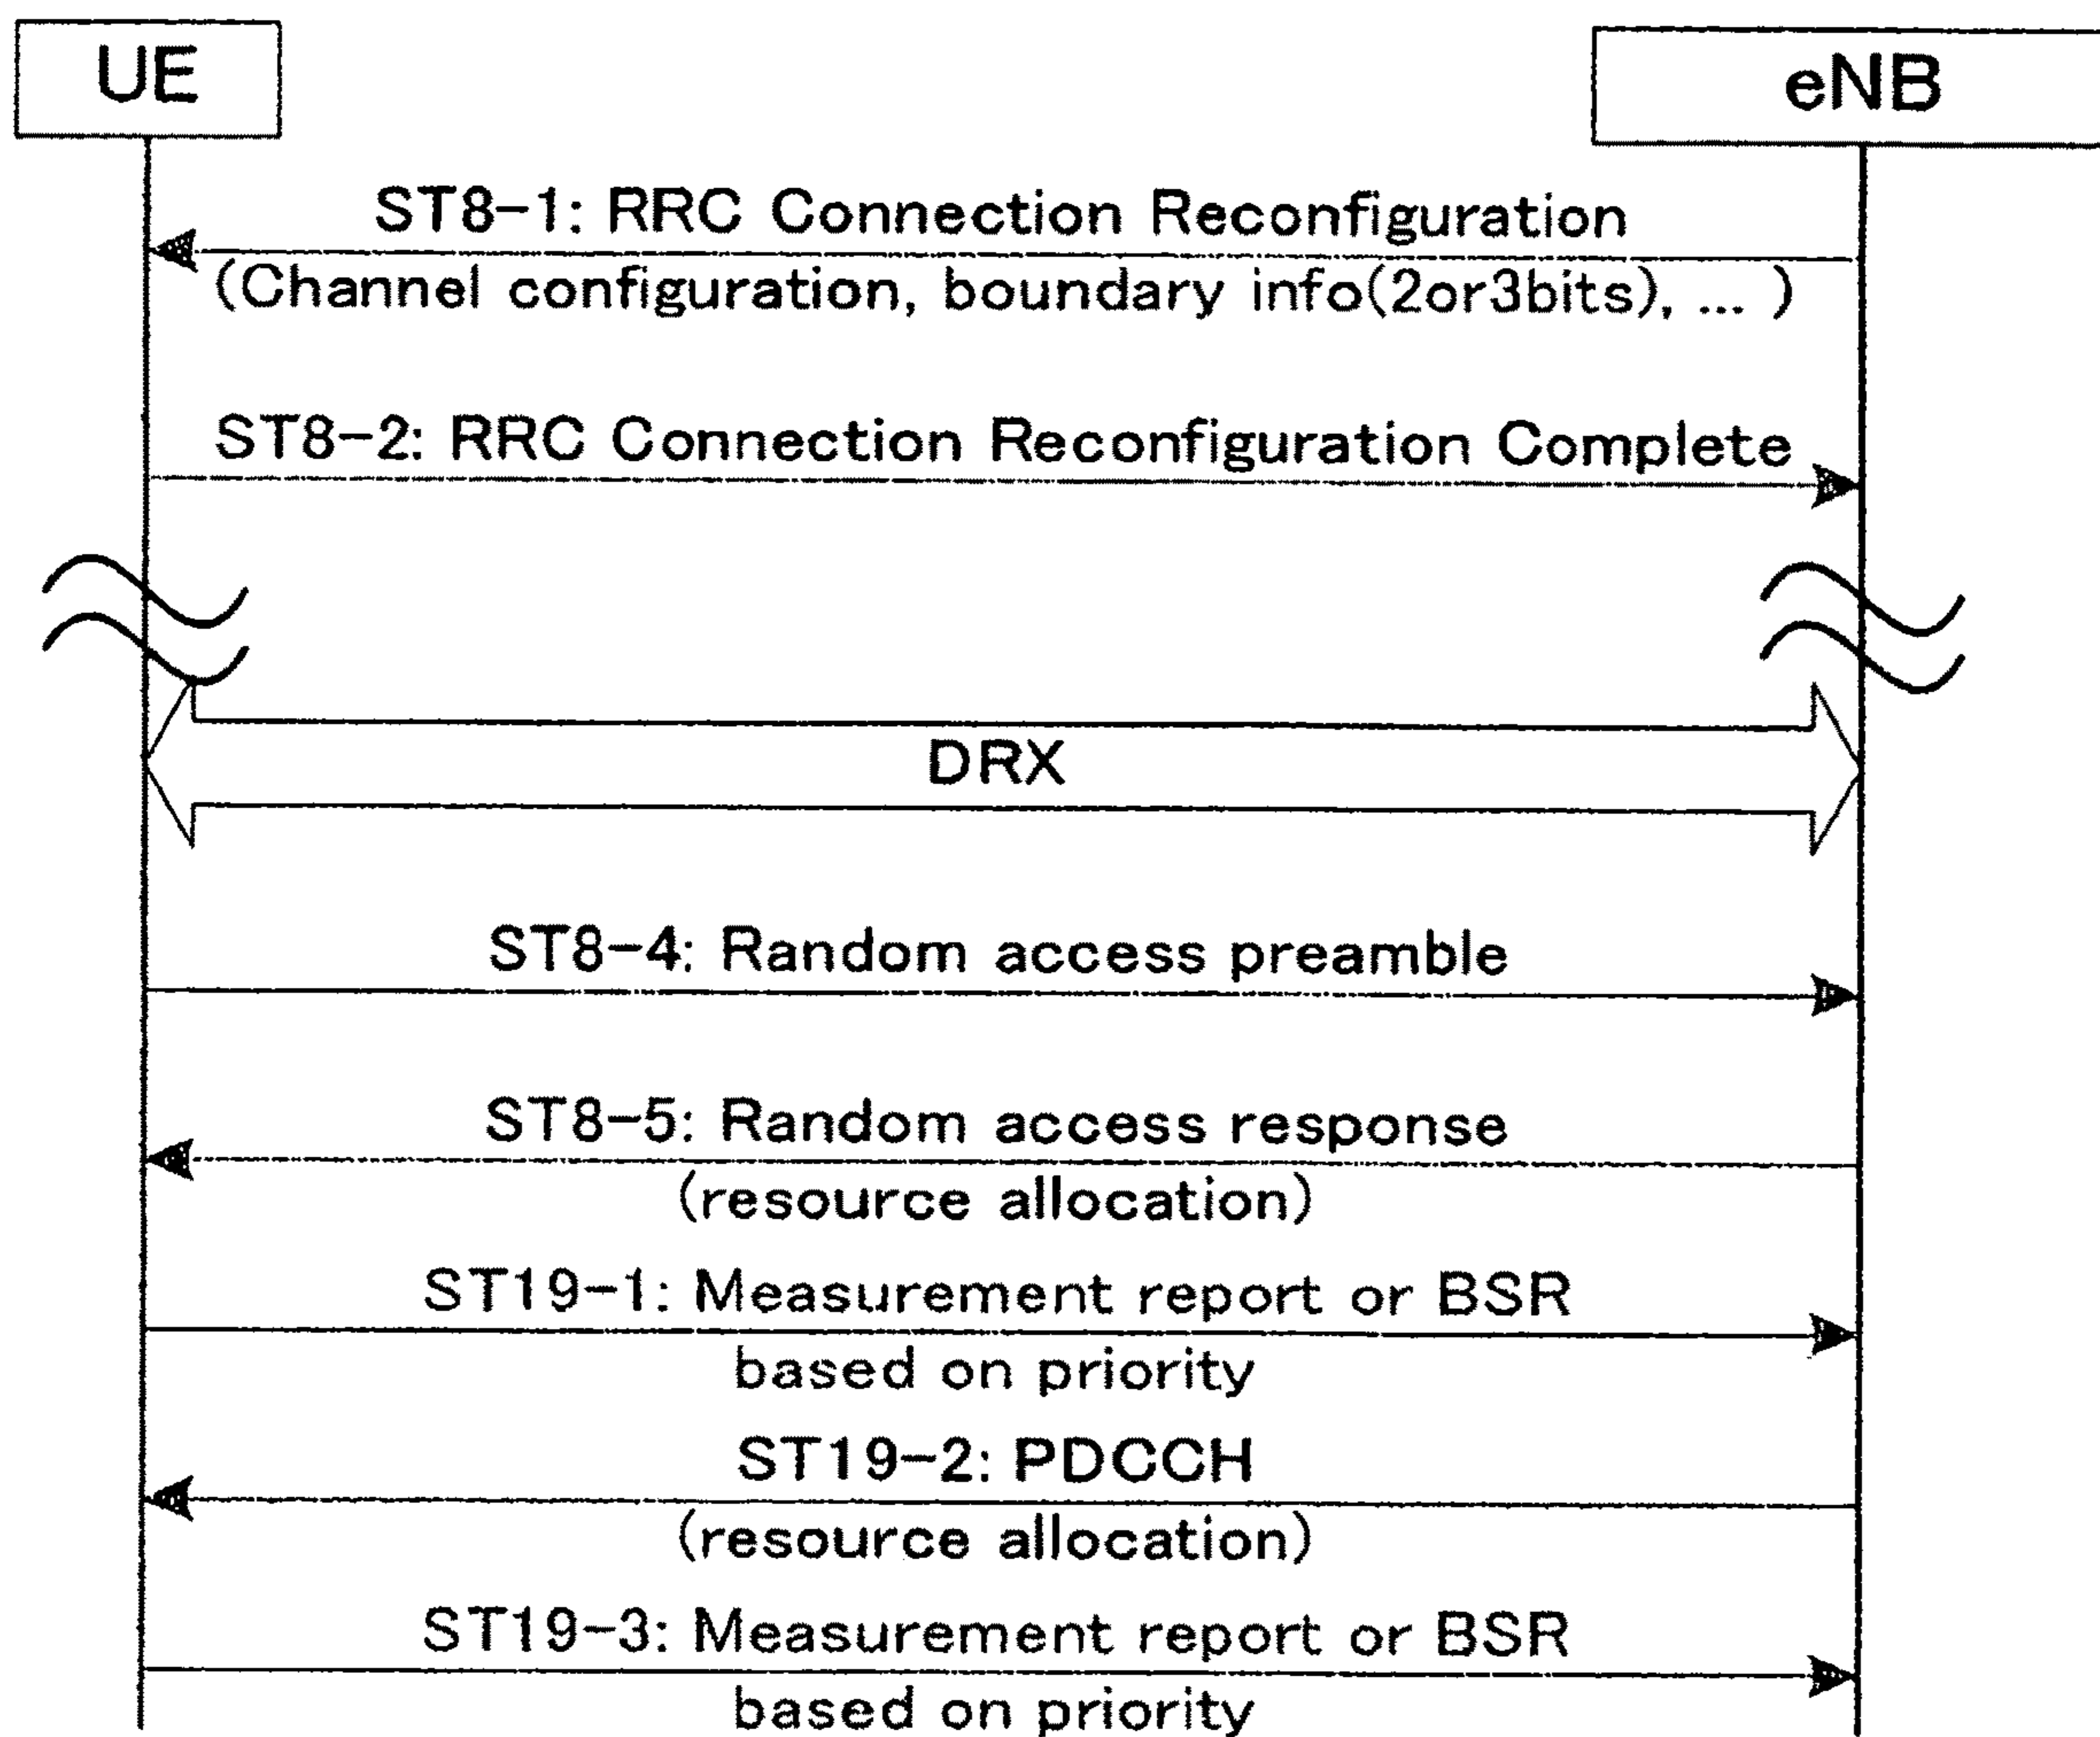 UE
eNB
ST8-1: RRC Connection Reconfiguration
(Channel configuration, boundary info(2or3bits), ... )
ST8-2: RRC Connection Reconfiguration Complete
DRX
ST8-4: Random access preamble
ST8-5: Random access response
(resource allocation)
ST19-1: Measurement report or BSR
based on priority
ST19-2: PDCCH
(resource allocation)
ST19-3: Measurement report or BSR
based on priority